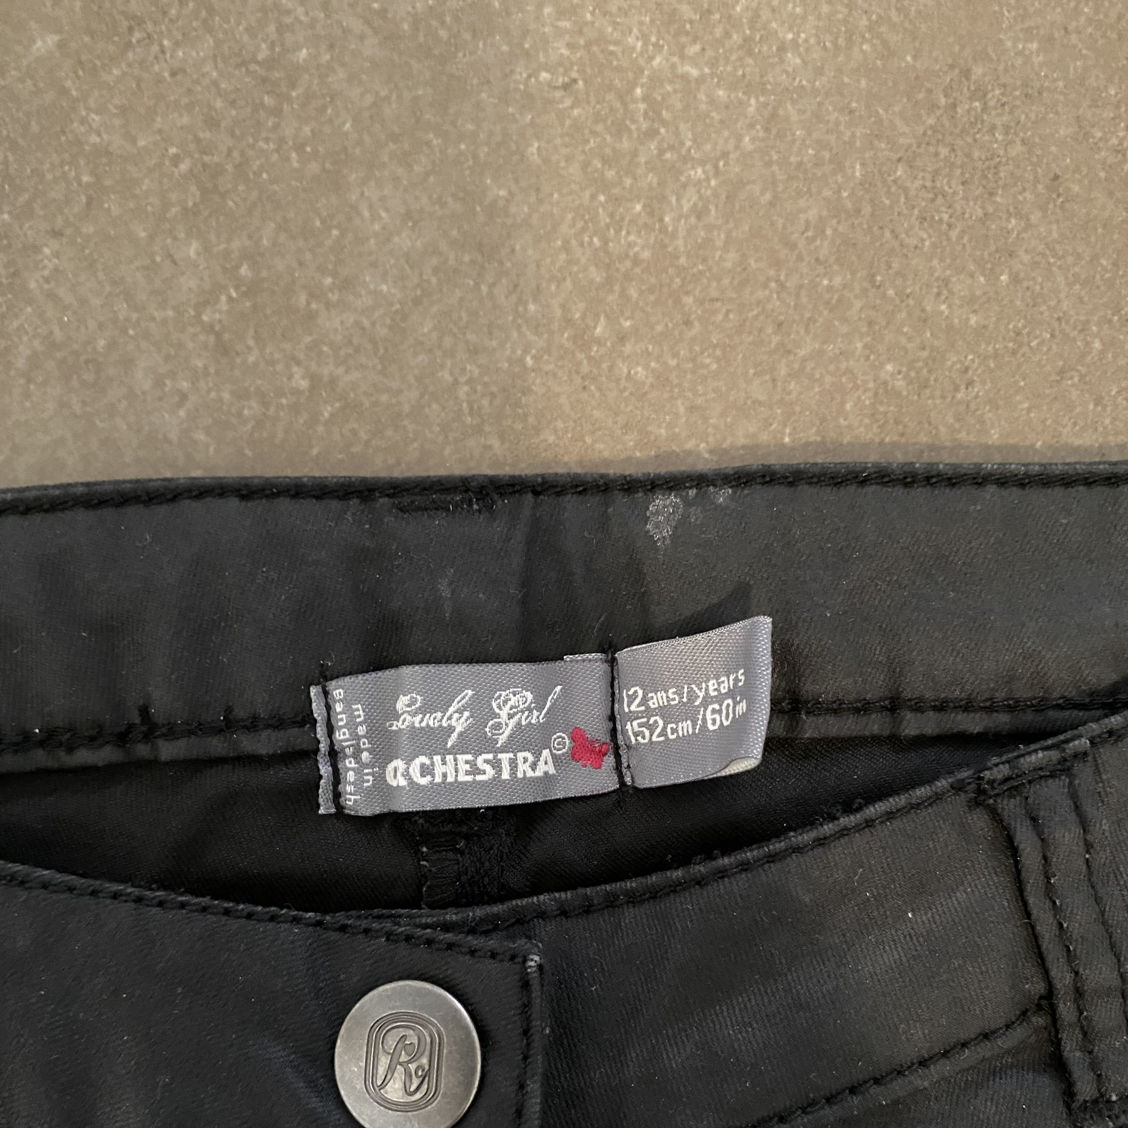 made in
Bangladesh
Lovely Girl
ORCHESTRA©
12 ans/years
152cm/60in
R